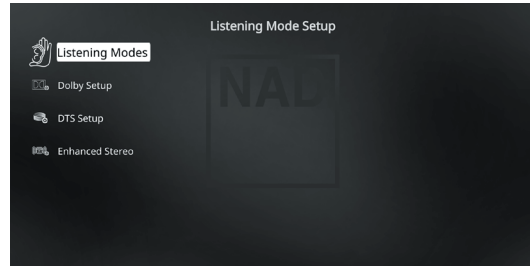 Listening Mode Setup
Listening Modes
Dolby Setup
DTS Setup
Enhanced Stereo
NAD